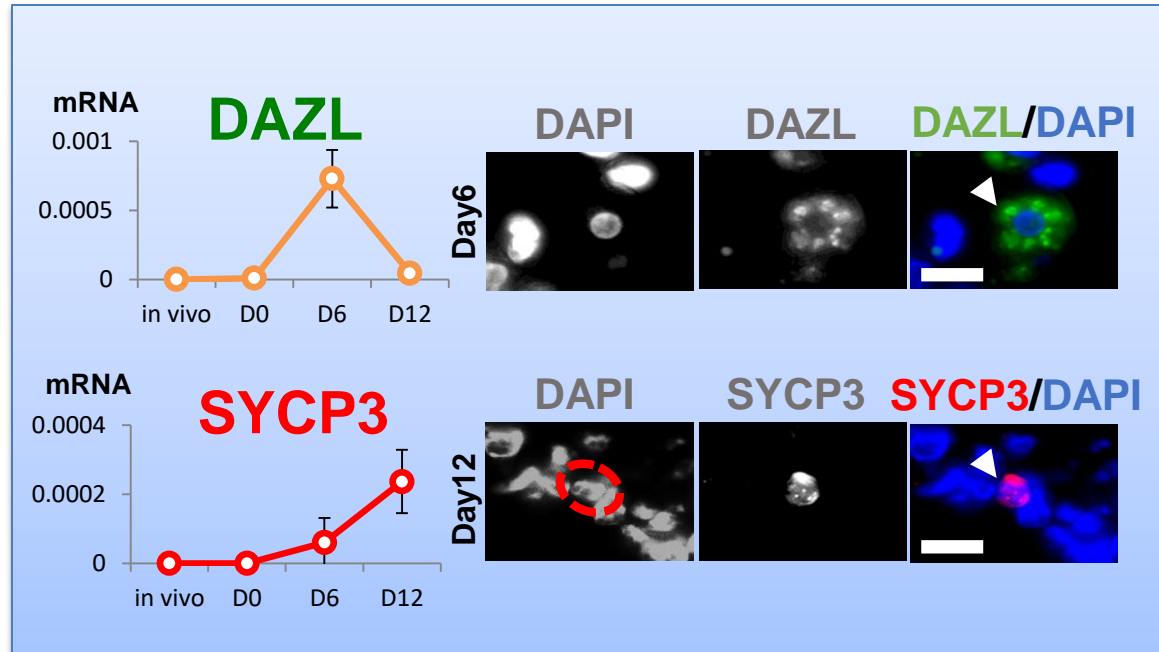 mRNA
DAZL
0.001
0.0005
0
in vivo D0 D6 D12
DAPI DAZL DAZL/DAPI
Day6
mRNA
SYCP3
0.0004
0.0002
0
in vivo D0 D6 D12
DAPI SYCP3 SYCP3/DAPI
Day12